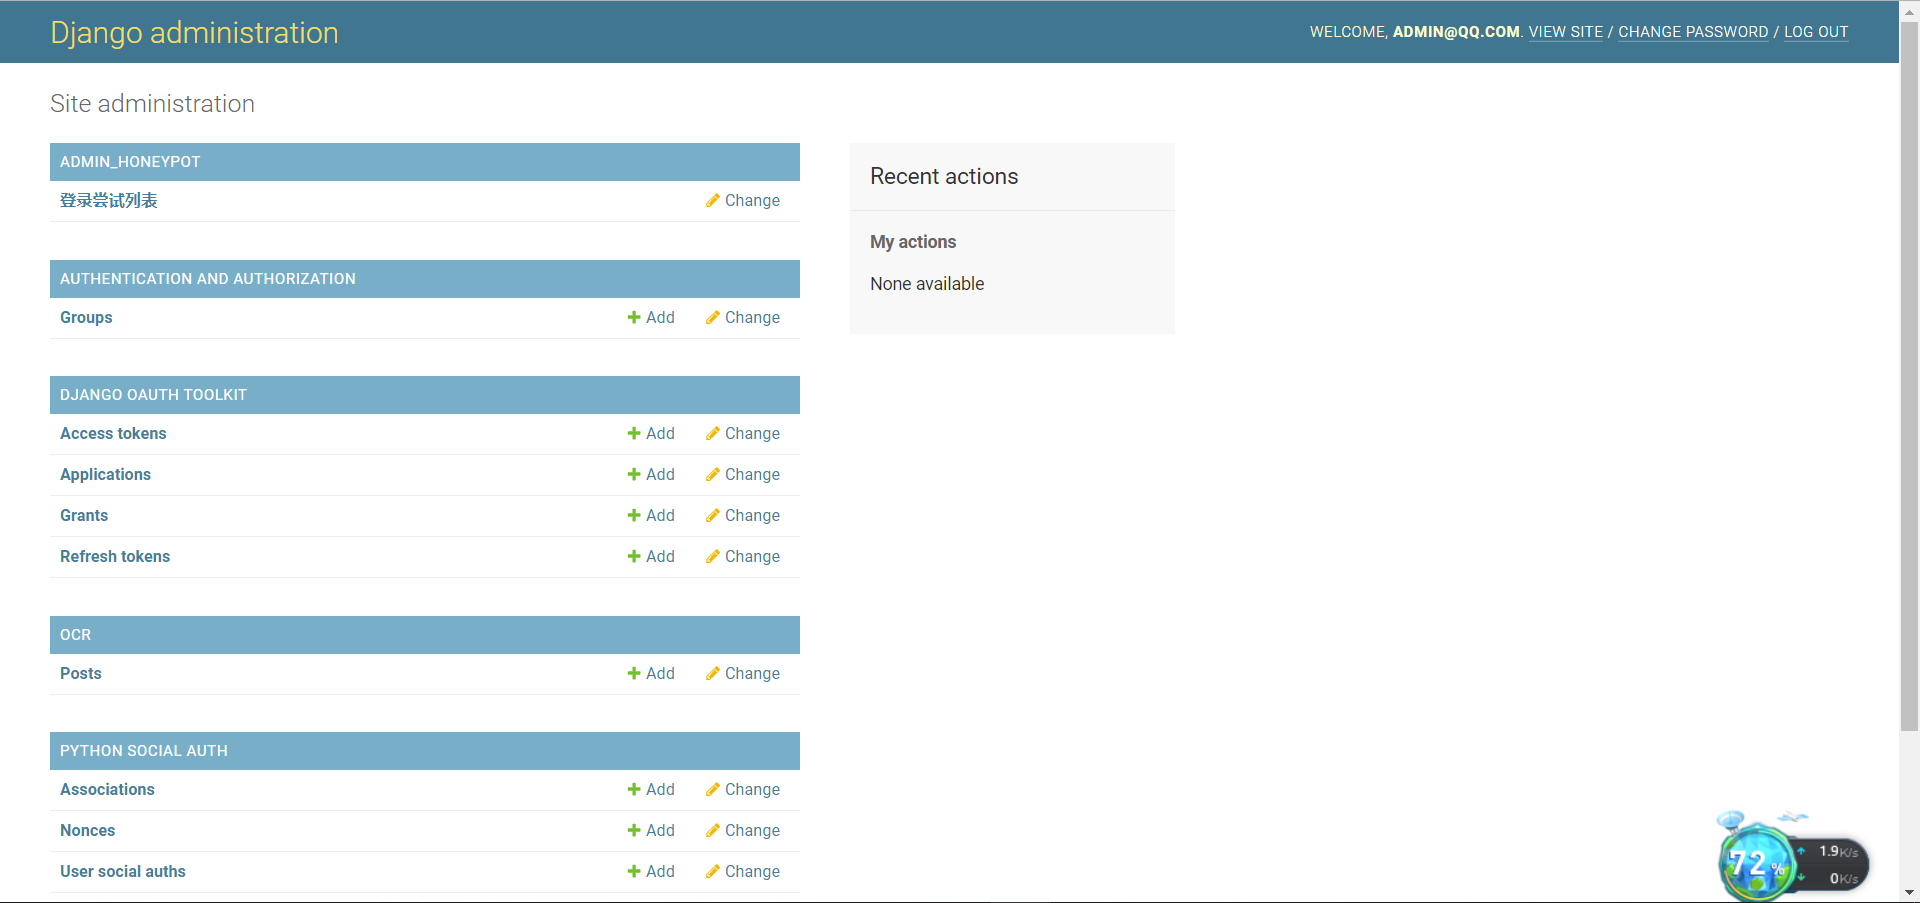 Django administration
WELCOME, ADMIN@QQ.COM. VIEW SITE / CHANGE PASSWORD / LOG OUT
Site administration
ADMIN_HONEYPOT
登录尝试列表 Change
AUTHENTICATION AND AUTHORIZATION
Groups Add Change
DJANGO OAUTH TOOLKIT
Access tokens Add Change
Applications Add Change
Grants Add Change
Refresh tokens Add Change
OCR
Posts Add Change
PYTHON SOCIAL AUTH
Associations Add Change
Nonces Add Change
User social auths Add Change
Recent actions
My actions
None available
72%
1.9K/s
0K/s